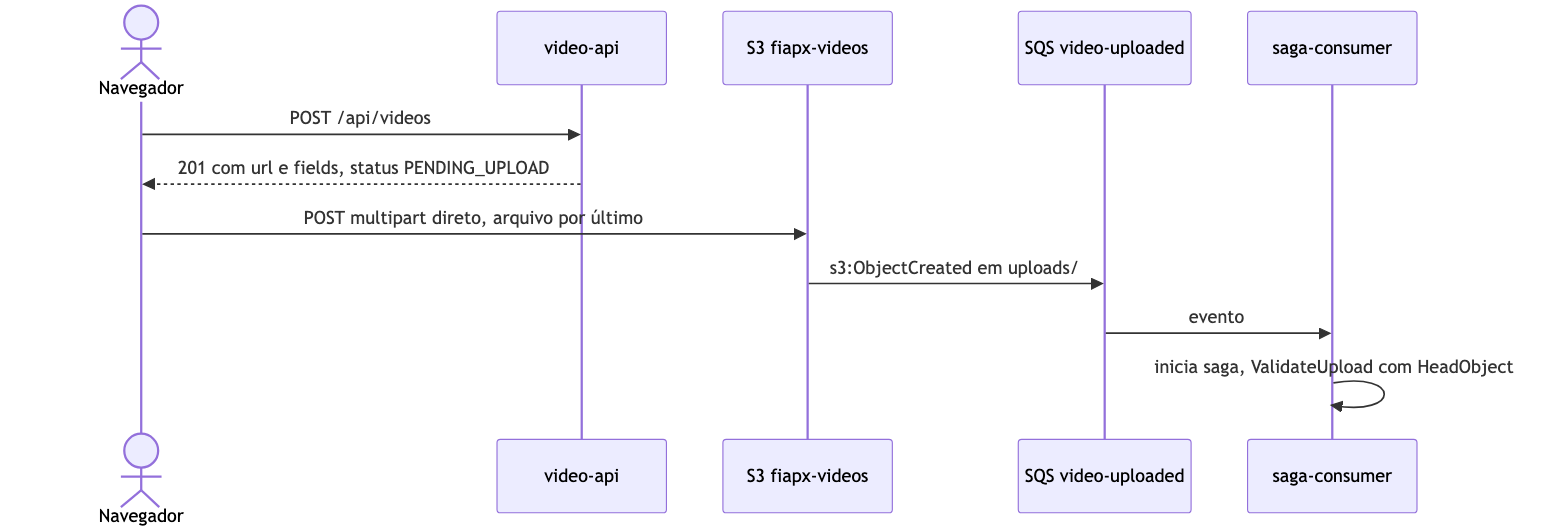 Navegador
video-api
S3 fiapx-videos
SQS video-uploaded
saga-consumer
POST /api/videos
201 com url e fields, status PENDING_UPLOAD
POST multipart direto, arquivo por último
s3:ObjectCreated em uploads/
evento
inicia saga, ValidateUpload com HeadObject
Navegador
video-api
S3 fiapx-videos
SQS video-uploaded
saga-consumer